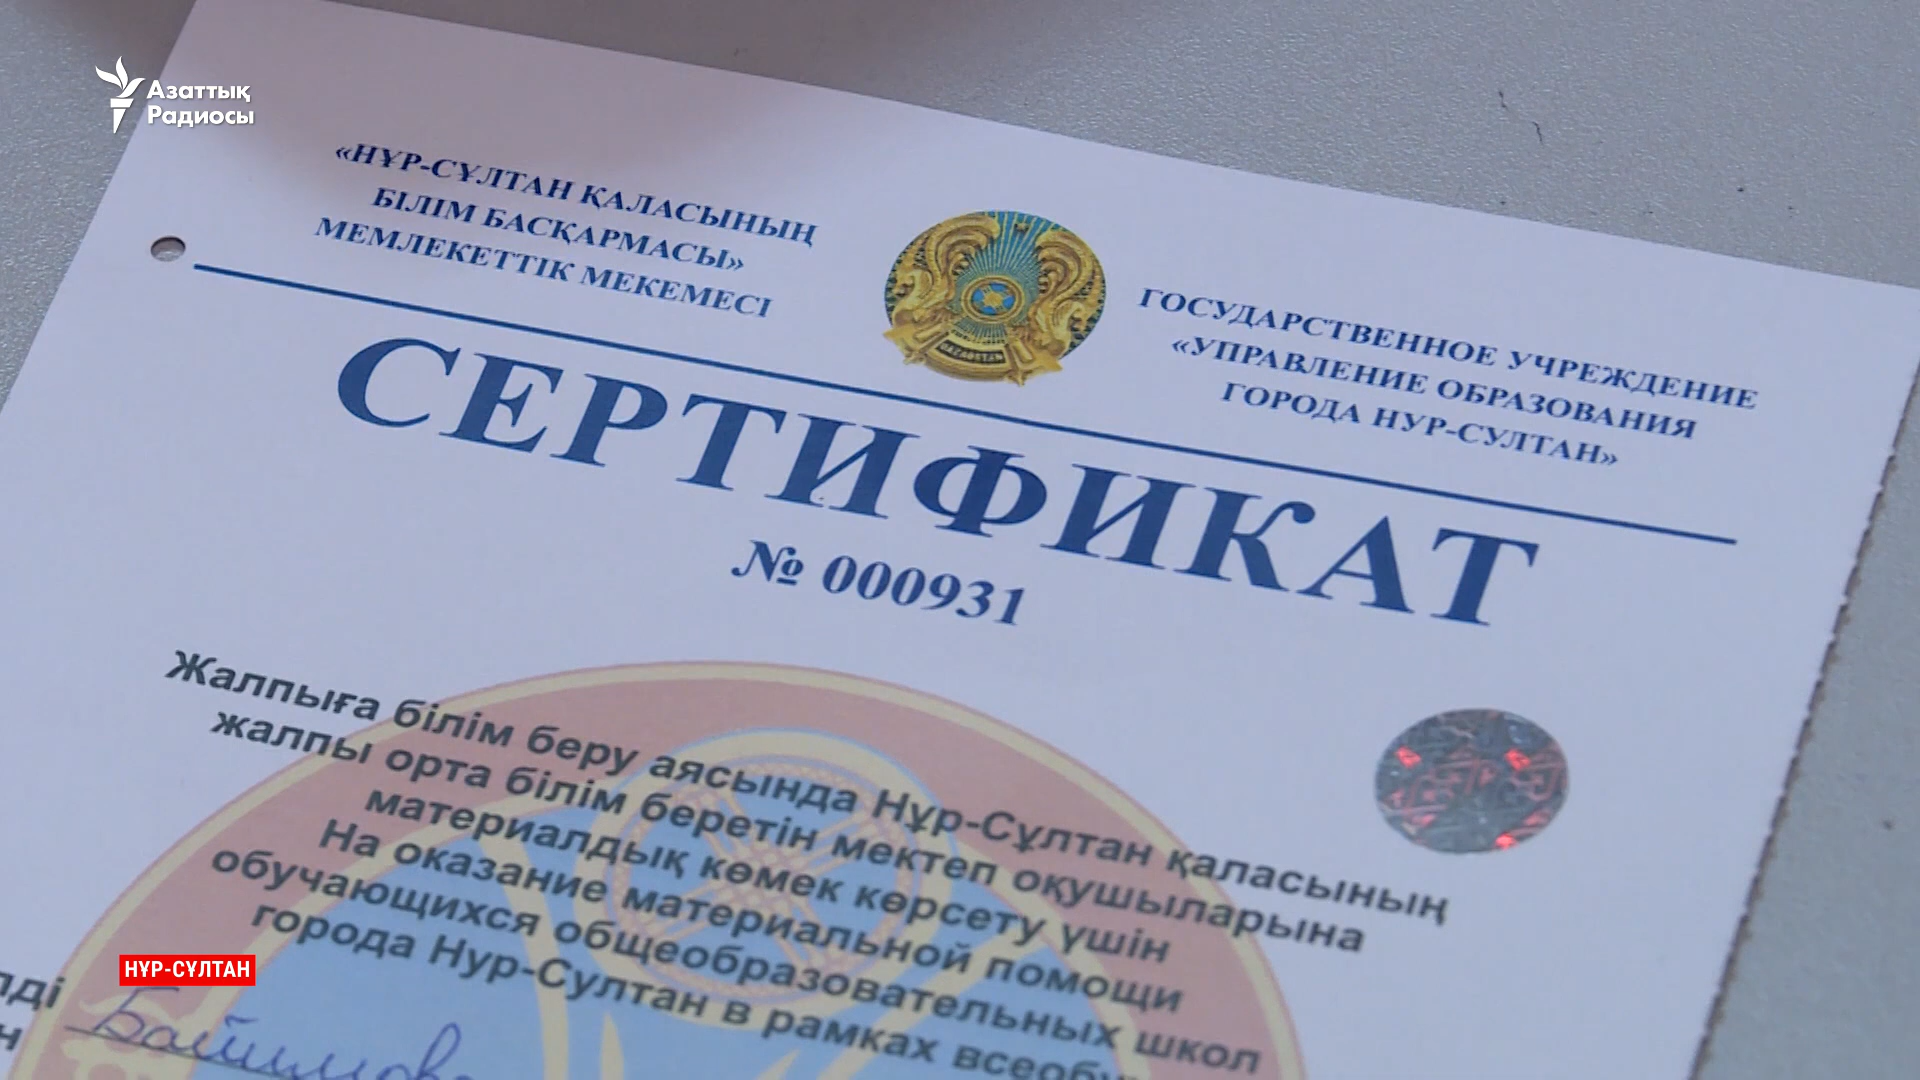 Азаттық
Радиосы
«НҰР-СҰЛТАН ҚАЛАСЫНЫҢ
БІЛІМ БАСҚАРМАСЫ»
МЕМЛЕКЕТТІК МЕКЕМЕСІ
ГОСУДАРСТВЕННОЕ УЧРЕЖДЕНИЕ
«УПРАВЛЕНИЕ ОБРАЗОВАНИЯ
ГОРОДА НУР-СУЛТАН»
СЕРТИФИКАТ
№ 000931
Жалпыға білім беру аясында Нұр-Сұлтан қаласының
жалпы орта білім беретін мектеп оқушыларына
материалдық көмек көрсету үшін
На оказание материальной помощи
обучающихся общеобразовательных школ
города Нур-Султан в рамках
НҰР-СҰЛТАН